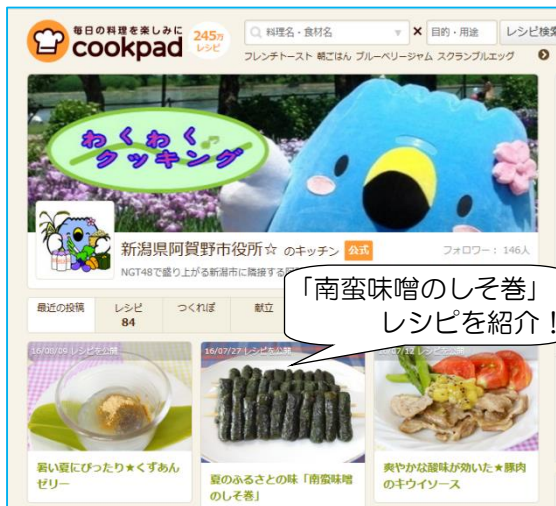 毎日の料理を楽しみに
cookpad
245万
レシピ
料理名・食材名
目的・用途
レシピ検索
フレンチトースト 朝ごはん ブルーベリージャム スクランブルエッグ
わくわく
クッキング
新潟県阿賀野市役所☆ のキッチン 公式
フォロワー: 146人
NGT48で盛り上がる新潟市に隣接する
「南蛮味噌のしそ巻」
レシピを紹介!
最近の投稿
レシピ
84
つくれぽ
献立
16/08/09 レシピを公開
16/07/27 レシピを公開
/12 レシピを公開
暑い夏にぴったり★くずあん
ゼリー
夏のふるさとの味「南蛮味噌
のしそ巻」
爽やかな酸味が効いた★豚肉
のキウイソース